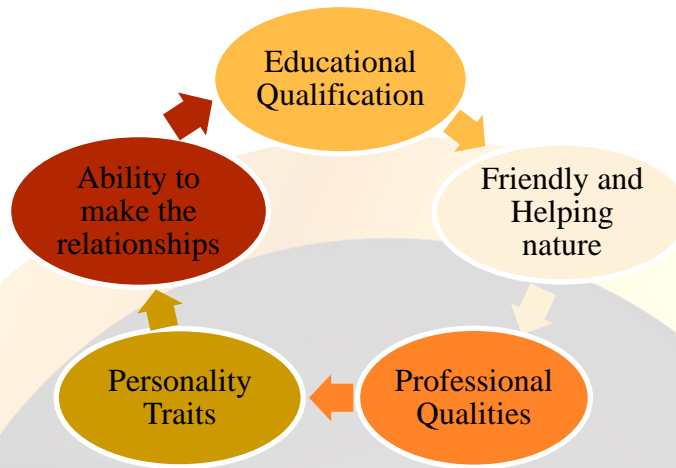 Educational
Qualification
Friendly and
Helping
nature
Professional
Qualities
Personality
Traits
Ability to
make the
relationships